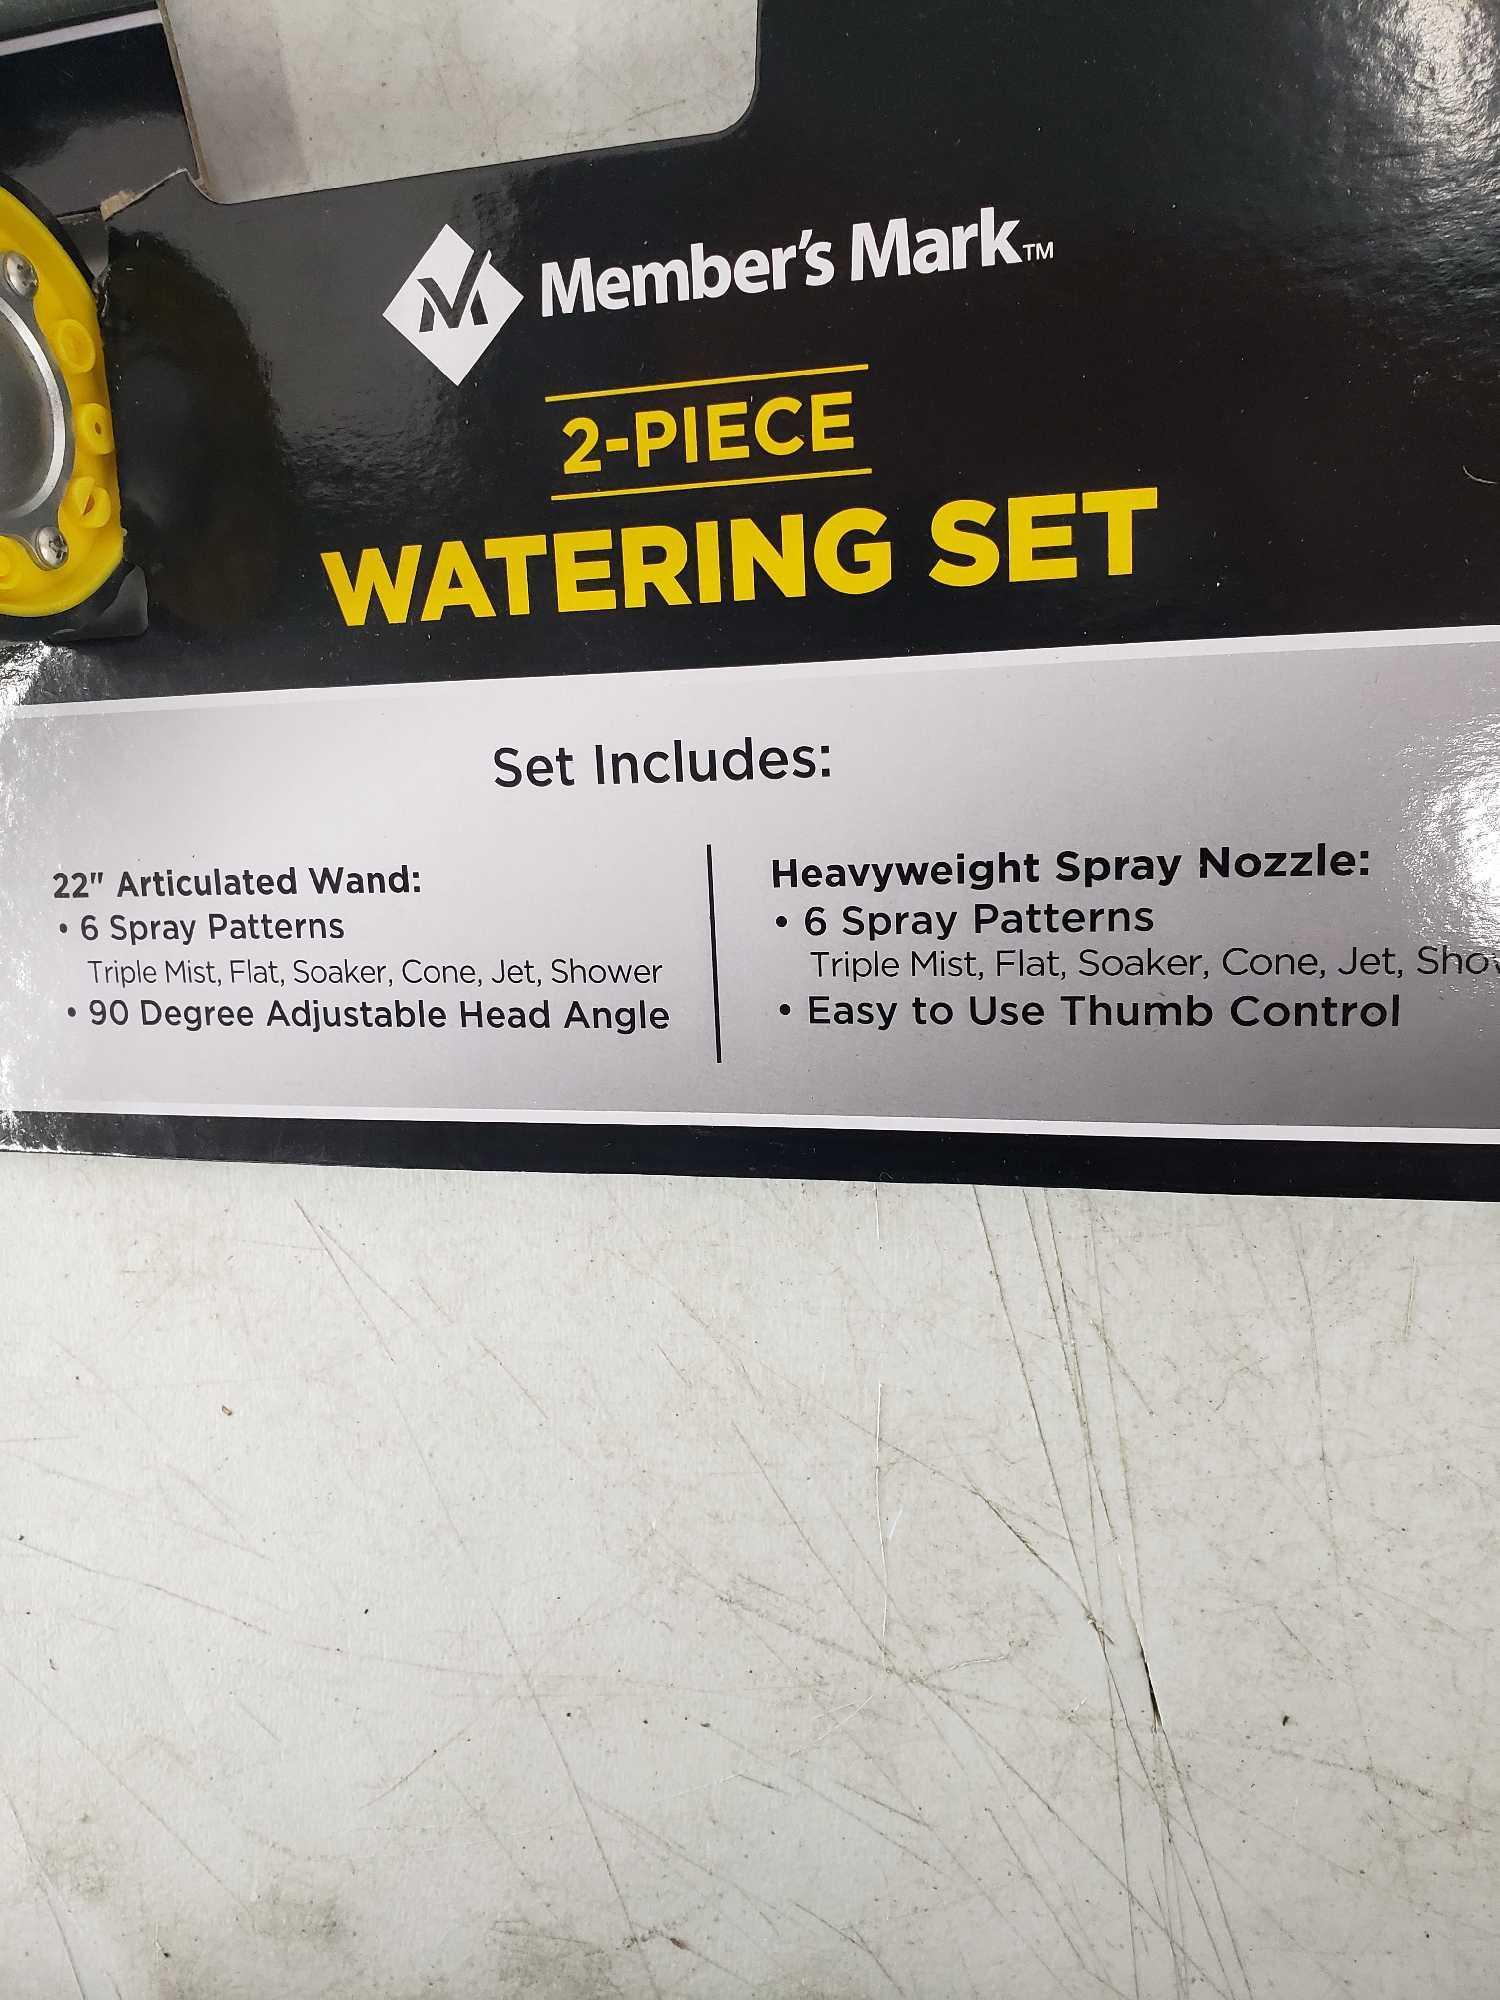 Member's Mark™
2-PIECE
WATERING SET
Set Includes:
22" Articulated Wand:
• 6 Spray Patterns
Triple Mist, Flat, Soaker, Cone, Jet, Shower
• 90 Degree Adjustable Head Angle
Heavyweight Spray Nozzle:
• 6 Spray Patterns
Triple Mist, Flat, Soaker, Cone, Jet,
• Easy to Use Thumb Control